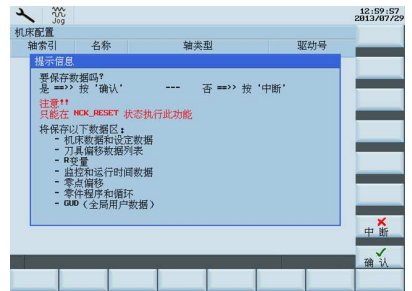 Jog
12:59:57
2013/07/29
机床配置
轴索引 名称 轴类型 驱动号
提示信息
要保存数据吗?
是 ==>> 按 '确认' --- 否 ==>> 按 '中断'
注意!!
只能在 MCK_RESET 状态执行此功能
将保存以下数据区:
- 机床数据和设定数据
- 刀具偏移数据列表
- R变量
- 监控和运行时间数据
- 零点偏移
- 零件程序和循环
- GUD (全局用户数据)
中断
确认